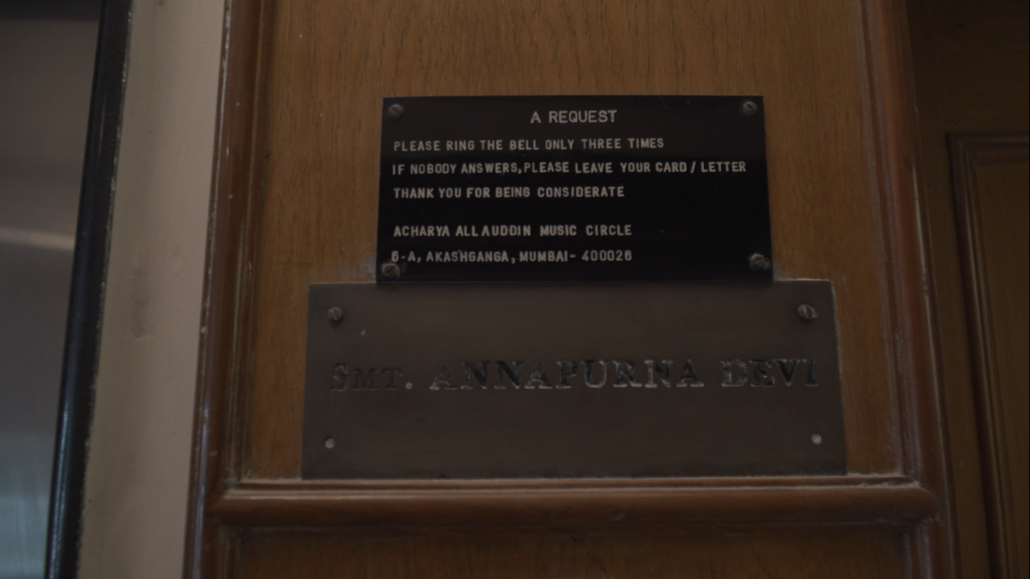 A REQUEST
PLEASE RING THE BELL ONLY THREE TIMES
IF NOBODY ANSWERS, PLEASE LEAVE YOUR CARD / LETTER
THANK YOU FOR BEING CONSIDERATE
ACHARYA ALLAUDDIN MUSIC CIRCLE
6-A, AKASHGANGA, MUMBAI- 400026
SMT. ANNAPURNA DEVI